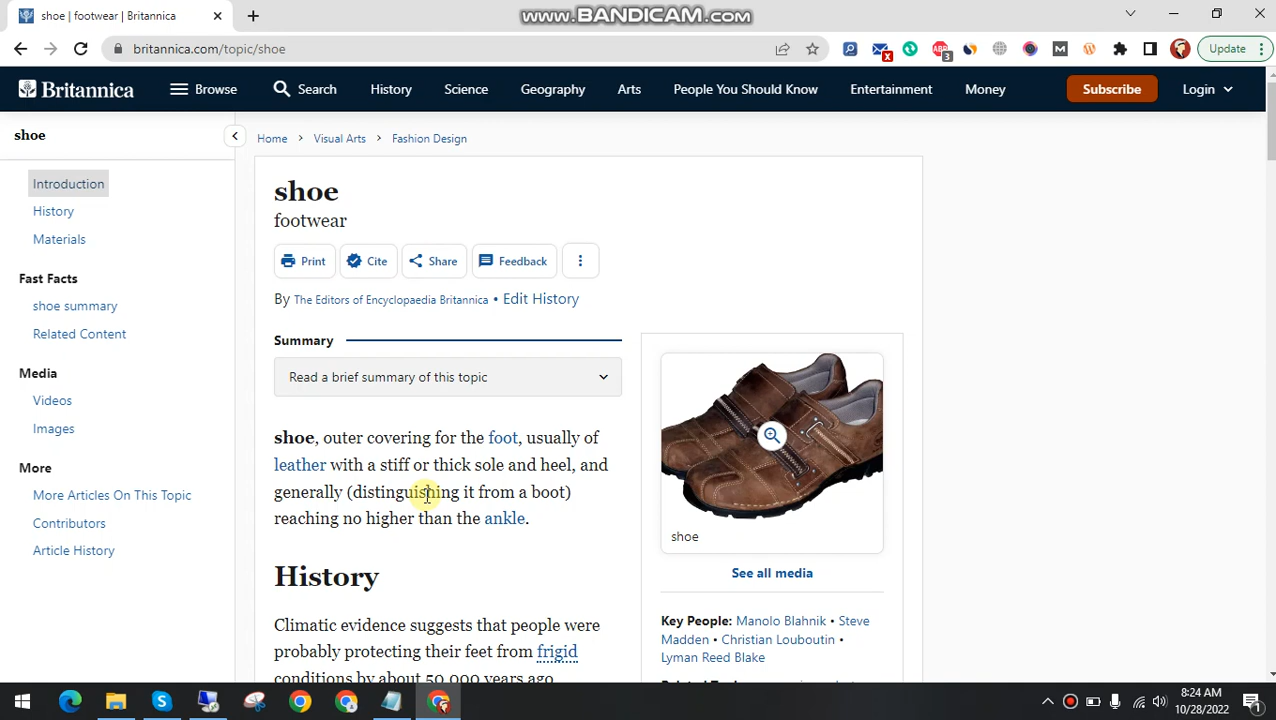 shoe | footwear | Britannica
www.BANDICAM.com
britannica.com/topic/shoe
Update
Britannica
Browse
Search
History
Science
Geography
Arts
People You Should Know
Entertainment
Money
Subscribe
Login
shoe
Introduction
History
Materials
Fast Facts
shoe summary
Related Content
Media
Videos
Images
More
More Articles On This Topic
Contributors
Article History
Home > Visual Arts > Fashion Design
shoe
footwear
Print
Cite
Share
Feedback
By The Editors of Encyclopaedia Britannica • Edit History
Summary
Read a brief summary of this topic
shoe, outer covering for the foot, usually of
leather with a stiff or thick sole and heel, and
generally (distinguishing it from a boot)
reaching no higher than the ankle.
History
Climatic evidence suggests that people were
probably protecting their feet from frigid
conditions by about 50,000 years ago.
shoe
See all media
Key People: Manolo Blahnik • Steve
Madden • Christian Louboutin •
Lyman Reed Blake
8:24 AM
10/28/2022